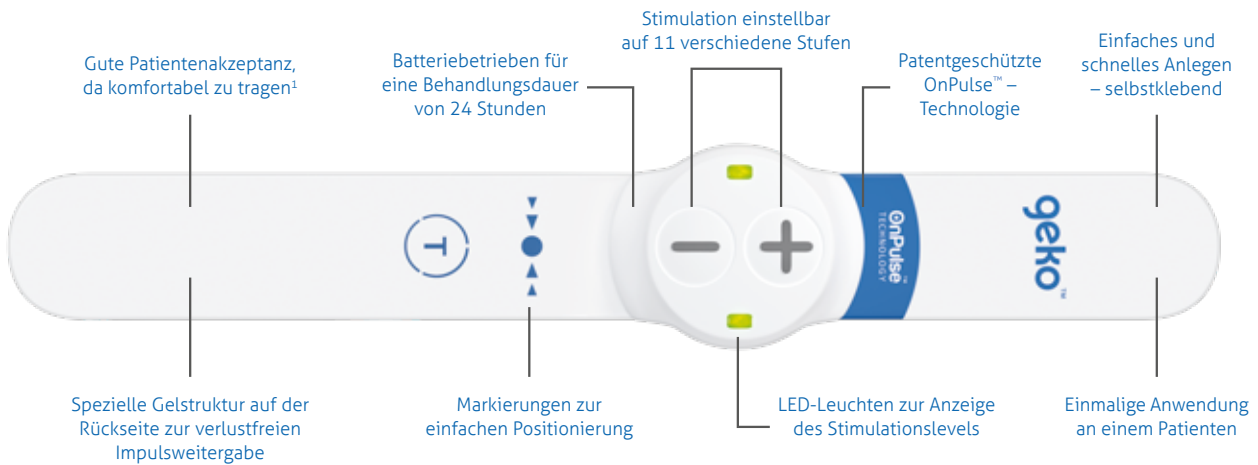 Stimulation einstellbar
auf 11 verschiedene Stufen
Gute Patientenakzeptanz,
da komfortabel zu tragen¹
Batteriebetrieben für
eine Behandlungsdauer
von 24 Stunden
Patentgeschützte
OnPulse™ –
Technologie
Einfaches und
schnelles Anlegen
– selbstklebend
T
OnPulse™
TECHNOLOGY
geko™
Spezielle Gelstruktur auf der
Rückseite zur verlustfreien
Impulsweitergabe
Markierungen zur
einfachen Positionierung
LED-Leuchten zur Anzeige
des Stimulationslevels
Einmalige Anwendung
an einem Patienten